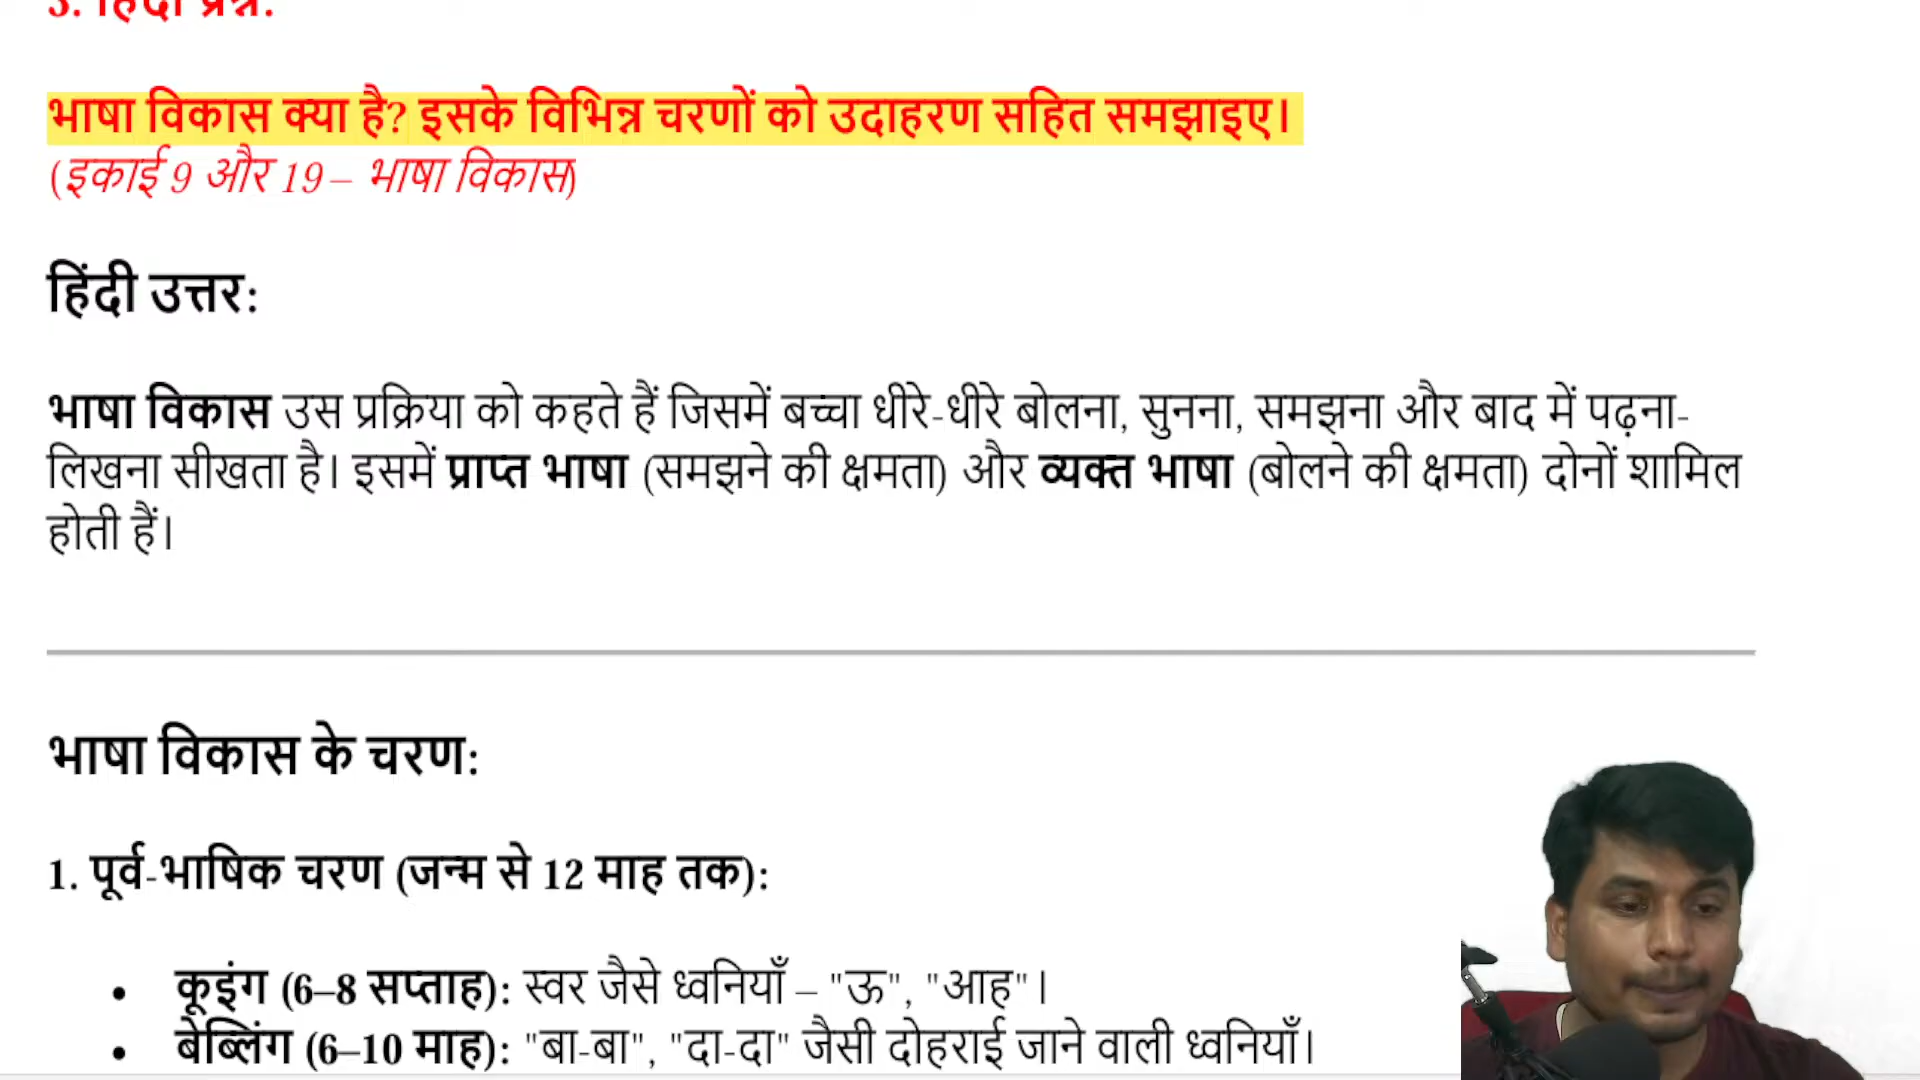 3. हिंदी प्रश्न:
भाषा विकास क्या है? इसके विभिन्न चरणों को उदाहरण सहित समझाइए।
(इकाई 9 और 19 – भाषा विकास)
हिंदी उत्तर:
भाषा विकास उस प्रक्रिया को कहते हैं जिसमें बच्चा धीरे-धीरे बोलना, सुनना, समझना और बाद में पढ़ना-
लिखना सीखता है। इसमें प्राप्त भाषा (समझने की क्षमता) और व्यक्त भाषा (बोलने की क्षमता) दोनों शामिल
होती हैं।
भाषा विकास के चरण:
1. पूर्व-भाषिक चरण (जन्म से 12 माह तक):
• कूइंग (6–8 सप्ताह): स्वर जैसे ध्वनियाँ – "ऊ", "आह"।
• बेब्लिंग (6–10 माह): "बा-बा", "दा-दा" जैसी दोहराई जाने वाली ध्वनियाँ।